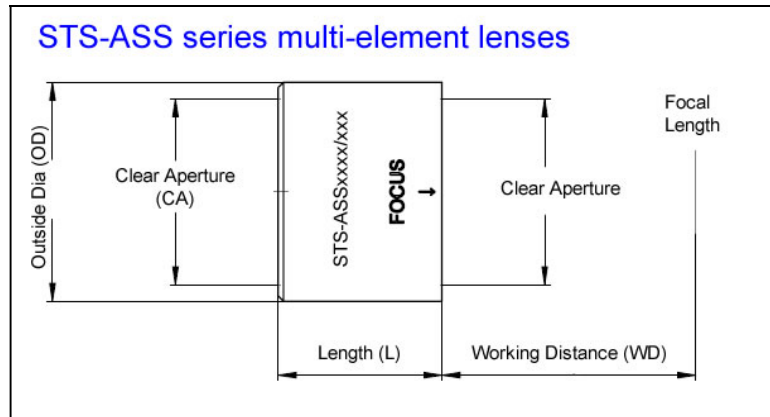 STS-ASS series multi-element lenses
Outside Dia (OD)
Clear Aperture
(CA)
STS-ASSxxxx/xxx
FOCUS
→
Clear Aperture
Focal
Length
Length (L)
Working Distance (WD)